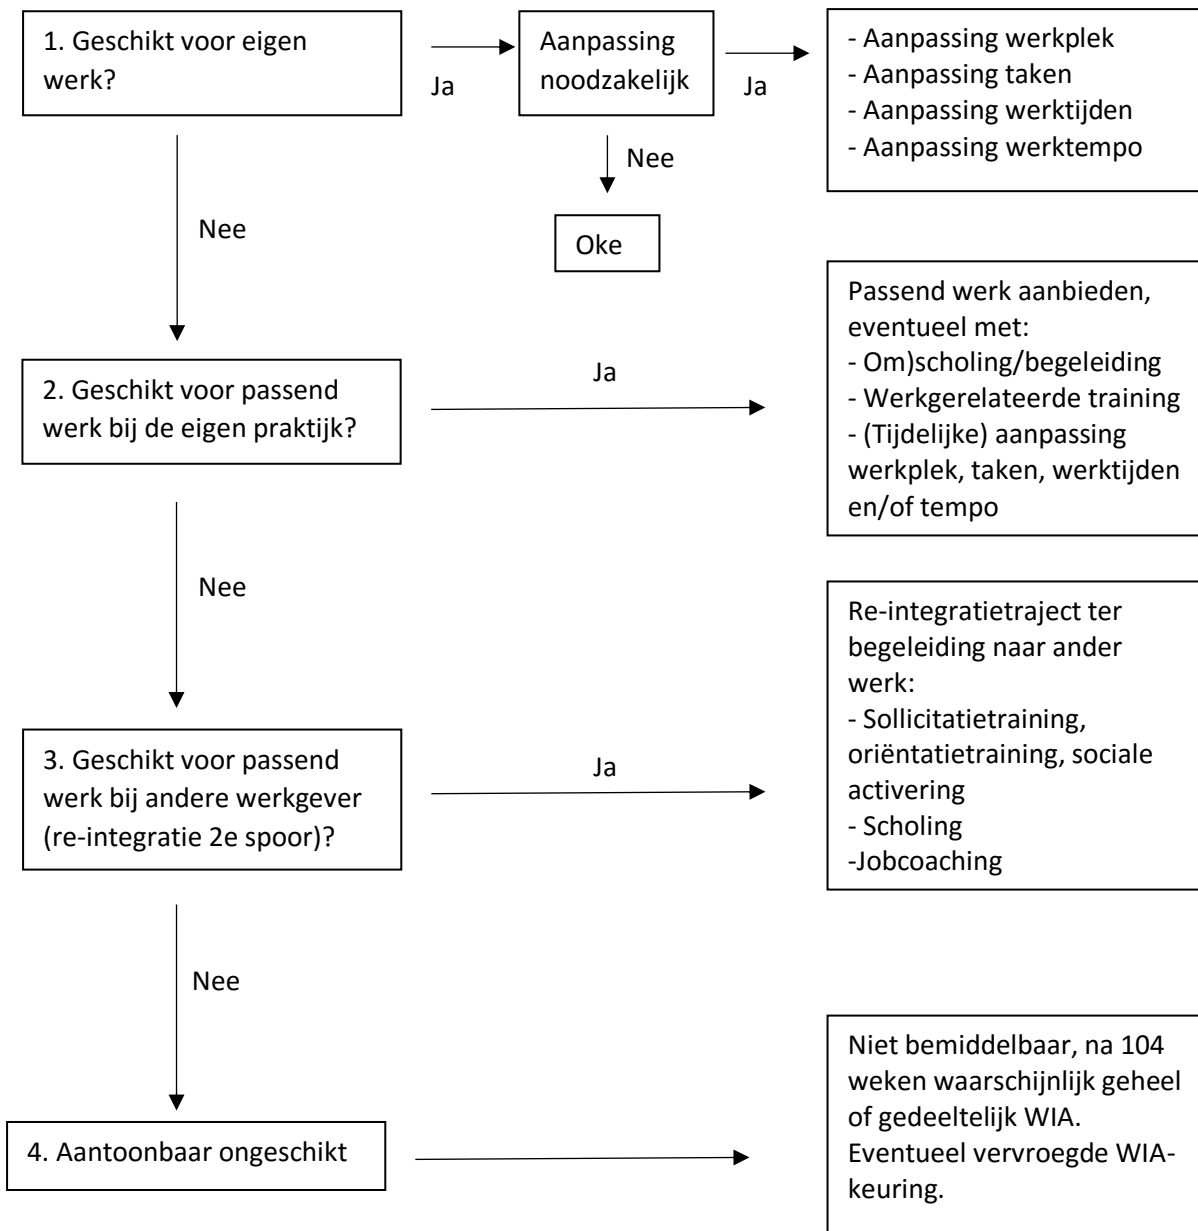 1. Geschikt voor eigen
werk?
Ja
Aanpassing
noodzakelijk
Ja
- Aanpassing werkplek
- Aanpassing taken
- Aanpassing werktijden
- Aanpassing werktempo
Nee
Oke
Nee
2. Geschikt voor passend
werk bij de eigen praktijk?
Ja
Passend werk aanbieden,
eventueel met:
- Om)scholing/begeleiding
- Werkgerelateerde training
- (Tijdelijke) aanpassing
werkplek, taken, werktijden
en/of tempo
Nee
3. Geschikt voor passend
werk bij andere werkgever
(re-integratie 2e spoor)?
Ja
Re-integratietraject ter
begeleiding naar ander
werk:
- Sollicitatietraining,
oriëntatietraining, sociale
activering
- Scholing
-Jobcoaching
Nee
4. Aantoonbaar ongeschikt
Niet bemiddelbaar, na 104
weken waarschijnlijk geheel
of gedeeltelijk WIA.
Eventueel vervroegde WIA-
keuring.